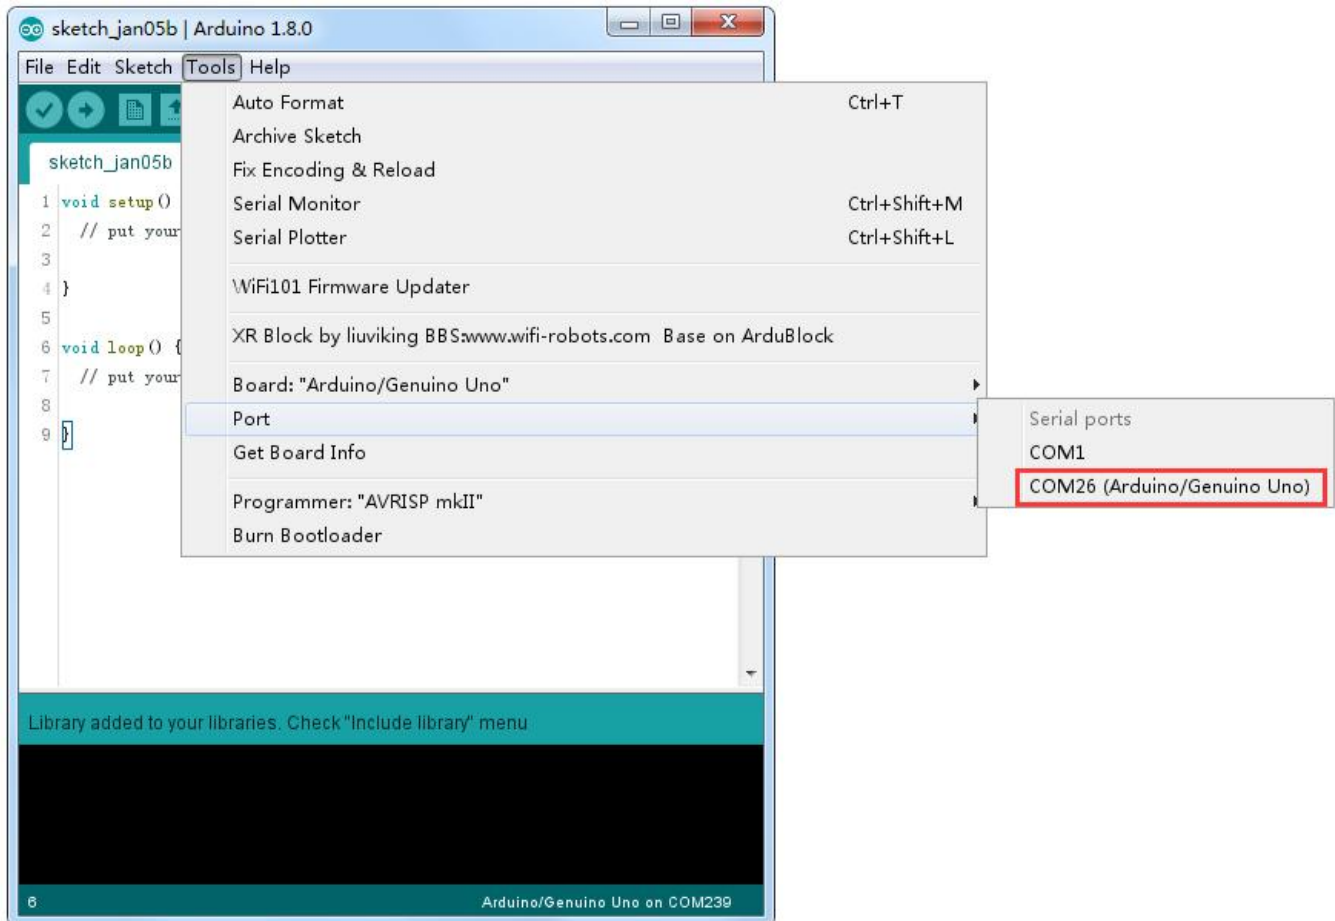 sketch_jan05b | Arduino 1.8.0
File Edit Sketch Tools Help
sketch_jan05b
1 void setup()
2 // put your
3
4 }
5
6 void loop() {
7 // put your
8
9 }
Auto Format Ctrl+T
Archive Sketch
Fix Encoding & Reload
Serial Monitor Ctrl+Shift+M
Serial Plotter Ctrl+Shift+L
WiFi101 Firmware Updater
XR Block by liuviking BBS:www.wifi-robots.com Base on ArduBlock
Board: "Arduino/Genuino Uno"
Port
Get Board Info
Programmer: "AVRISP mkII"
Burn Bootloader
Serial ports
COM1
COM26 (Arduino/Genuino Uno)
Library added to your libraries. Check "Include library" menu
6 Arduino/Genuino Uno on COM239